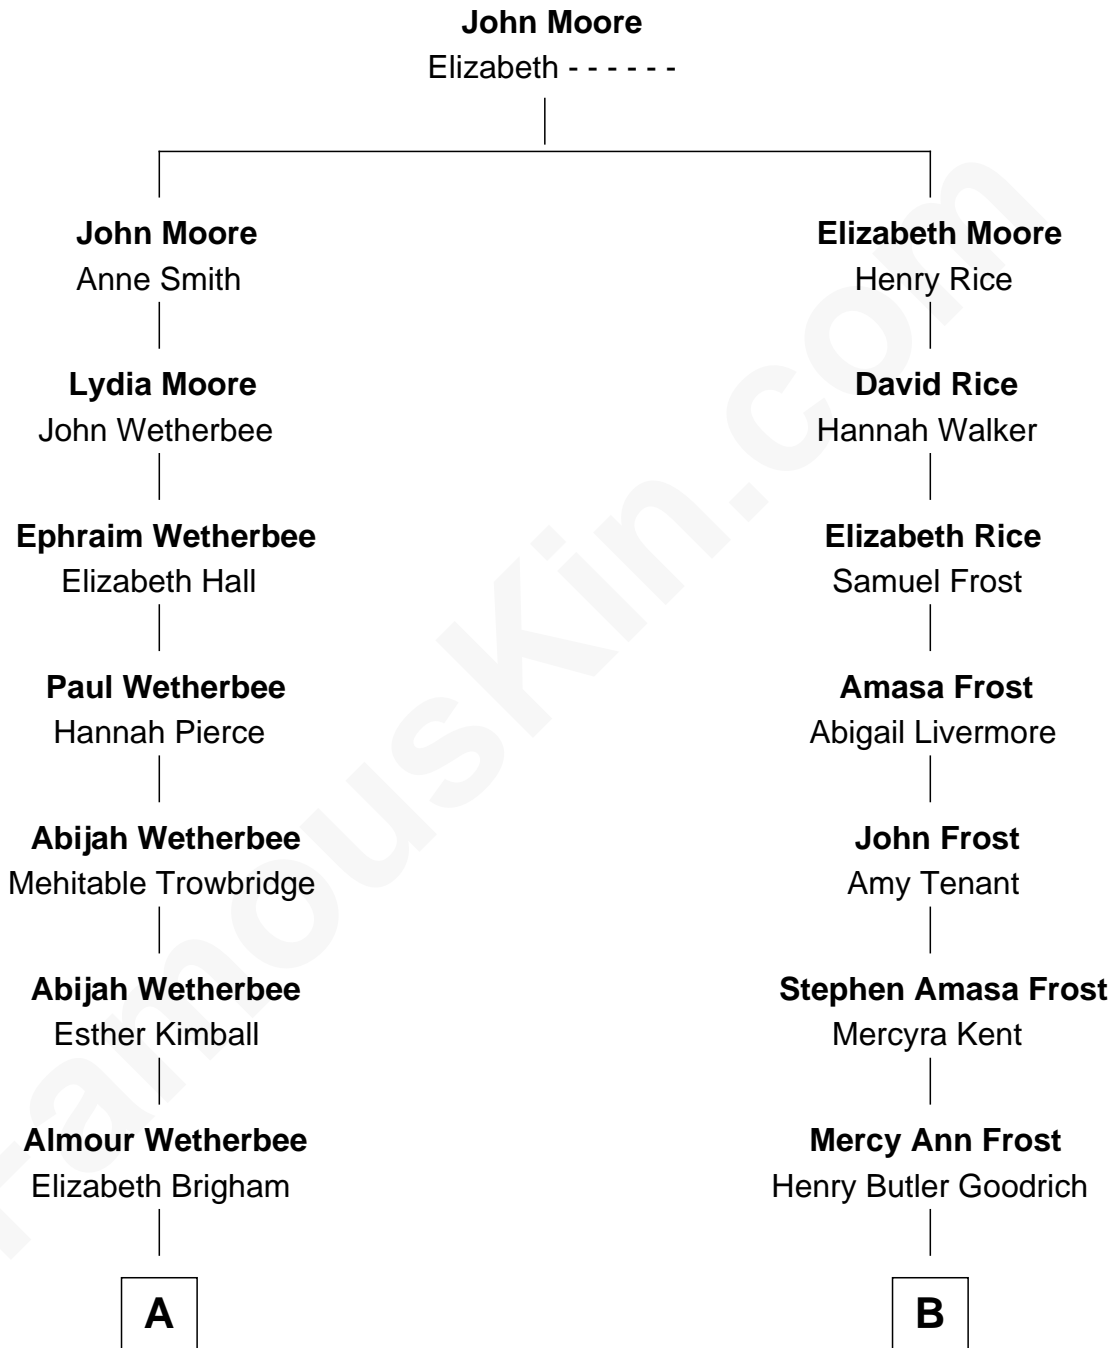 John Moore
Elizabeth - - - - - -
John Moore
Anne Smith
Elizabeth Moore
Henry Rice
Lydia Moore
John Wetherbee
David Rice
Hannah Walker
Ephraim Wetherbee
Elizabeth Hall
Elizabeth Rice
Samuel Frost
Paul Wetherbee
Hannah Pierce
Amasa Frost
Abigail Livermore
Abijah Wetherbee
Mehitable Trowbridge
John Frost
Amy Tenant
Abijah Wetherbee
Esther Kimball
Stephen Amasa Frost
Mercyra Kent
Almour Wetherbee
Elizabeth Brigham
Mercy Ann Frost
Henry Butler Goodrich
A
B
FamousKin.com